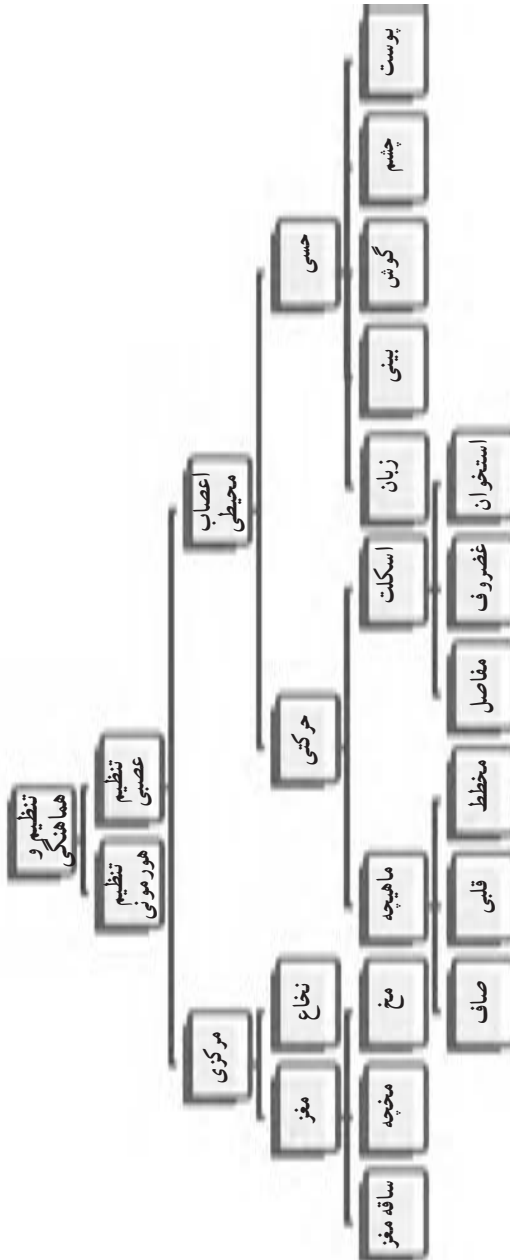 تنظیم و
هماهنگی
تنظیم
عصبی
تنظیم
هورمونی
اعصاب
محیطی
مرکزی
حسی
حرکتی
نخاع
مغز
پوست
چشم
گوش
بینی
زبان
اسکلت
ماهیچه
مخ
مخچه
ساقه مغز
استخوان
غضروف
مفاصل
مخطط
قلبی
صاف